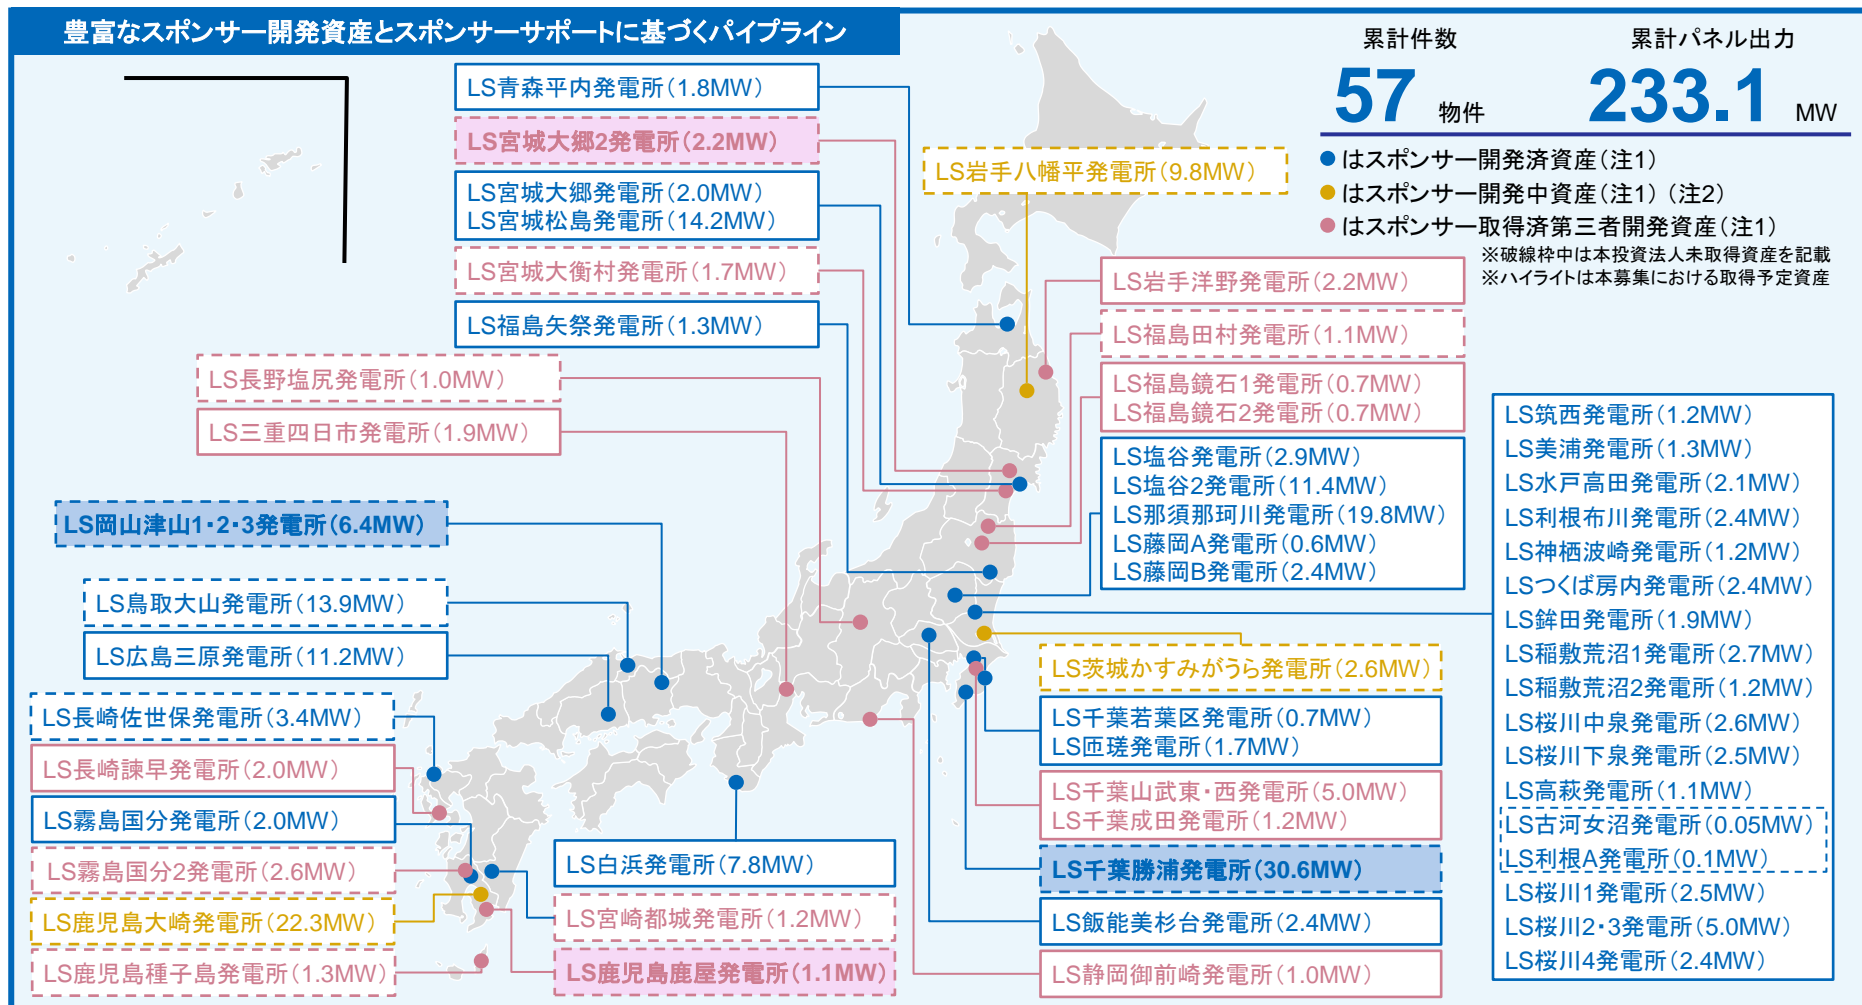 豊富なスポンサー開発資産とスポンサーサポートに基づくパイプライン
累計件数
57 物件
累計パネル出力
233.1 MW
はスポンサー開発済資産(注1)
はスポンサー開発中資産(注1)(注2)
はスポンサー取得済第三者開発資産(注1)
※破線枠中は本投資法人未取得資産を記載
※ハイライトは本募集における取得予定資産
LS青森平内発電所(1.8MW)
LS宮城大郷2発電所(2.2MW)
LS宮城大郷発電所(2.0MW)
LS宮城松島発電所(14.2MW)
LS宮城大衡村発電所(1.7MW)
LS福島矢祭発電所(1.3MW)
LS長野塩尻発電所(1.0MW)
LS三重四日市発電所(1.9MW)
LS岡山津山1・2・3発電所(6.4MW)
LS鳥取大山発電所(13.9MW)
LS広島三原発電所(11.2MW)
LS長崎佐世保発電所(3.4MW)
LS長崎諫早発電所(2.0MW)
LS霧島国分発電所(2.0MW)
LS霧島国分2発電所(2.6MW)
LS鹿児島大崎発電所(22.3MW)
LS鹿児島種子島発電所(1.3MW)
LS白浜発電所(7.8MW)
LS宮崎都城発電所(1.2MW)
LS鹿児島鹿屋発電所(1.1MW)
LS岩手八幡平発電所(9.8MW)
LS岩手洋野発電所(2.2MW)
LS福島田村発電所(1.1MW)
LS福島鏡石1発電所(0.7MW)
LS福島鏡石2発電所(0.7MW)
LS塩谷発電所(2.9MW)
LS塩谷2発電所(11.4MW)
LS那須那珂川発電所(19.8MW)
LS藤岡A発電所(0.6MW)
LS藤岡B発電所(2.4MW)
LS茨城かすみがうら発電所(2.6MW)
LS千葉若葉区発電所(0.7MW)
LS匝瑳発電所(1.7MW)
LS千葉山武東・西発電所(5.0MW)
LS千葉成田発電所(1.2MW)
LS千葉勝浦発電所(30.6MW)
LS飯能美杉台発電所(2.4MW)
LS静岡御前崎発電所(1.0MW)
LS筑西発電所(1.2MW)
LS美浦発電所(1.3MW)
LS水戸高田発電所(2.1MW)
LS利根布川発電所(2.4MW)
LS神栖波崎発電所(1.2MW)
LSつくば房内発電所(2.4MW)
LS鉾田発電所(1.9MW)
LS稲敷荒沼1発電所(2.7MW)
LS稲敷荒沼2発電所(1.2MW)
LS桜川中泉発電所(2.6MW)
LS桜川下泉発電所(2.5MW)
LS高萩発電所(1.1MW)
LS古河女沼発電所(0.05MW)
LS利根A発電所(0.1MW)
LS桜川1発電所(2.5MW)
LS桜川2・3発電所(5.0MW)
LS桜川4発電所(2.4MW)